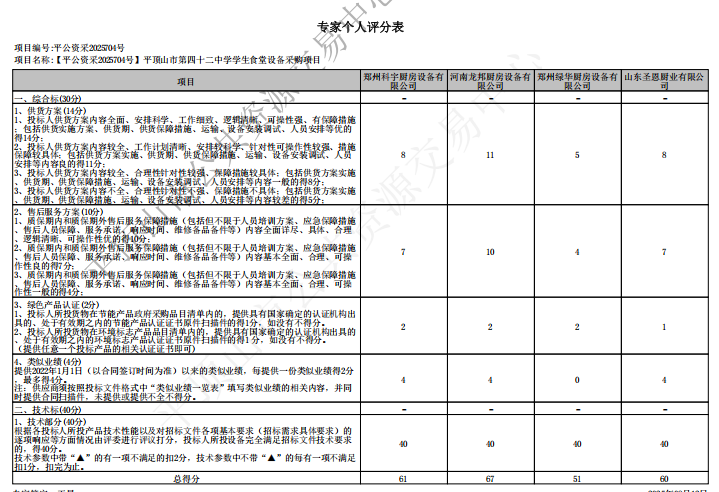 专家个人评分表
项目编号:平公资采2025704号
项目名称:【平公资采2025704号】平顶山市第四十二中学学生食堂设备采购项目
项目 郑州科宇厨房设备有限公司 河南龙邦厨房设备有限公司 郑州绿华厨房设备有限公司 山东圣恩厨业有限公司
一、综合标(30分) - - - -
1、供货方案(14分)
1、投标人供货方案内容全面、安排科学、工作细致、逻辑清晰、可操性强、有保障措施
；包括供货实施方案、供货期、供货保障措施、运输、设备安装调试、人员安排等优的
得14分；
2、投标人供货方案内容较全、工作计划清晰、安排较科学、针对性可操作性较强、措施
保障较具体；包括供货方案实施、供货期、供货保障措施、运输、设备安装调试、人员
安排等内容良的得11分；
3、投标人供货方案内容较全、合理性针对性较强、保障措施较具体；包括供货方案实施
、供货期、供货保障措施、运输、设备安装调试、人员安排等内容一般的得8分；
3、投标人供货方案内容不全、合理性针对性不强、保障措施不具体；包括供货方案实施
、供货期、供货保障措施、运输、设备安装调试、人员安排等内容较差的得5分；
8 11 5 8
2、售后服务方案(10分)
1、质保期内和质保期外售后服务保障措施（包括但不限于人员培训方案、应急保障措施
、售后人员保障、服务承诺、响应时间、维修备品备件等）内容全面详尽、具体、合理
、逻辑清晰、可操作性优的得10分；
2、质保期内和质保期外售后服务保障措施（包括但不限于人员培训方案、应急保障措施
、售后人员保障、服务承诺、响应时间、维修备品备件等）内容基本全面、合理、可操
作性良的得7分；
3、质保期内和质保期外售后服务保障措施（包括但不限于人员培训方案、应急保障措施
、售后人员保障、服务承诺、响应时间、维修备品备件等）内容基本全面、合理、可操
作性一般的得4分；
7 10 4 7
3、绿色产品认证(2分)
1、投标人所投货物在节能产品政府采购品目清单内的，提供具有国家确定的认证机构出
具的、处于有效期之内的节能产品认证证书原件扫描件的得1分，如没有不得分。
2、投标人所投货物在环境标志产品品目清单内的，提供具有国家确定的认证机构出具的
、处于有效期之内的环境标志产品认证证书原件扫描件的得1分，如没有不得分。
（提供任意一个投标产品的相关认证证书即可）
2 2 2 1
4、类似业绩(4分)
提供2022年1月1日（以合同签订时间为准）以来的类似业绩，每提供一份类似业绩得2分
，最多得4分。
注：供应商须按照投标文件格式中“类似业绩一览表”填写类似业绩的相关内容，并同
时提供合同扫描件，未提供或提供不全不得分。
4 4 0 4
二、技术标(40分) - - - -
1、技术部分(40分)
根据各投标人所投产品技术性能以及对招标文件各项基本要求（招标需求具体要求）的
逐项响应等方面情况由评委进行评议打分，投标人所投设备完全满足招标文件技术要求
的，得40分。
技术参数中带“▲”的有一项不满足的扣2分，技术参数中不带“▲”的每有一项不满足
扣1分，扣完为止。
40 40 40 40
总得分 61 67 51 60